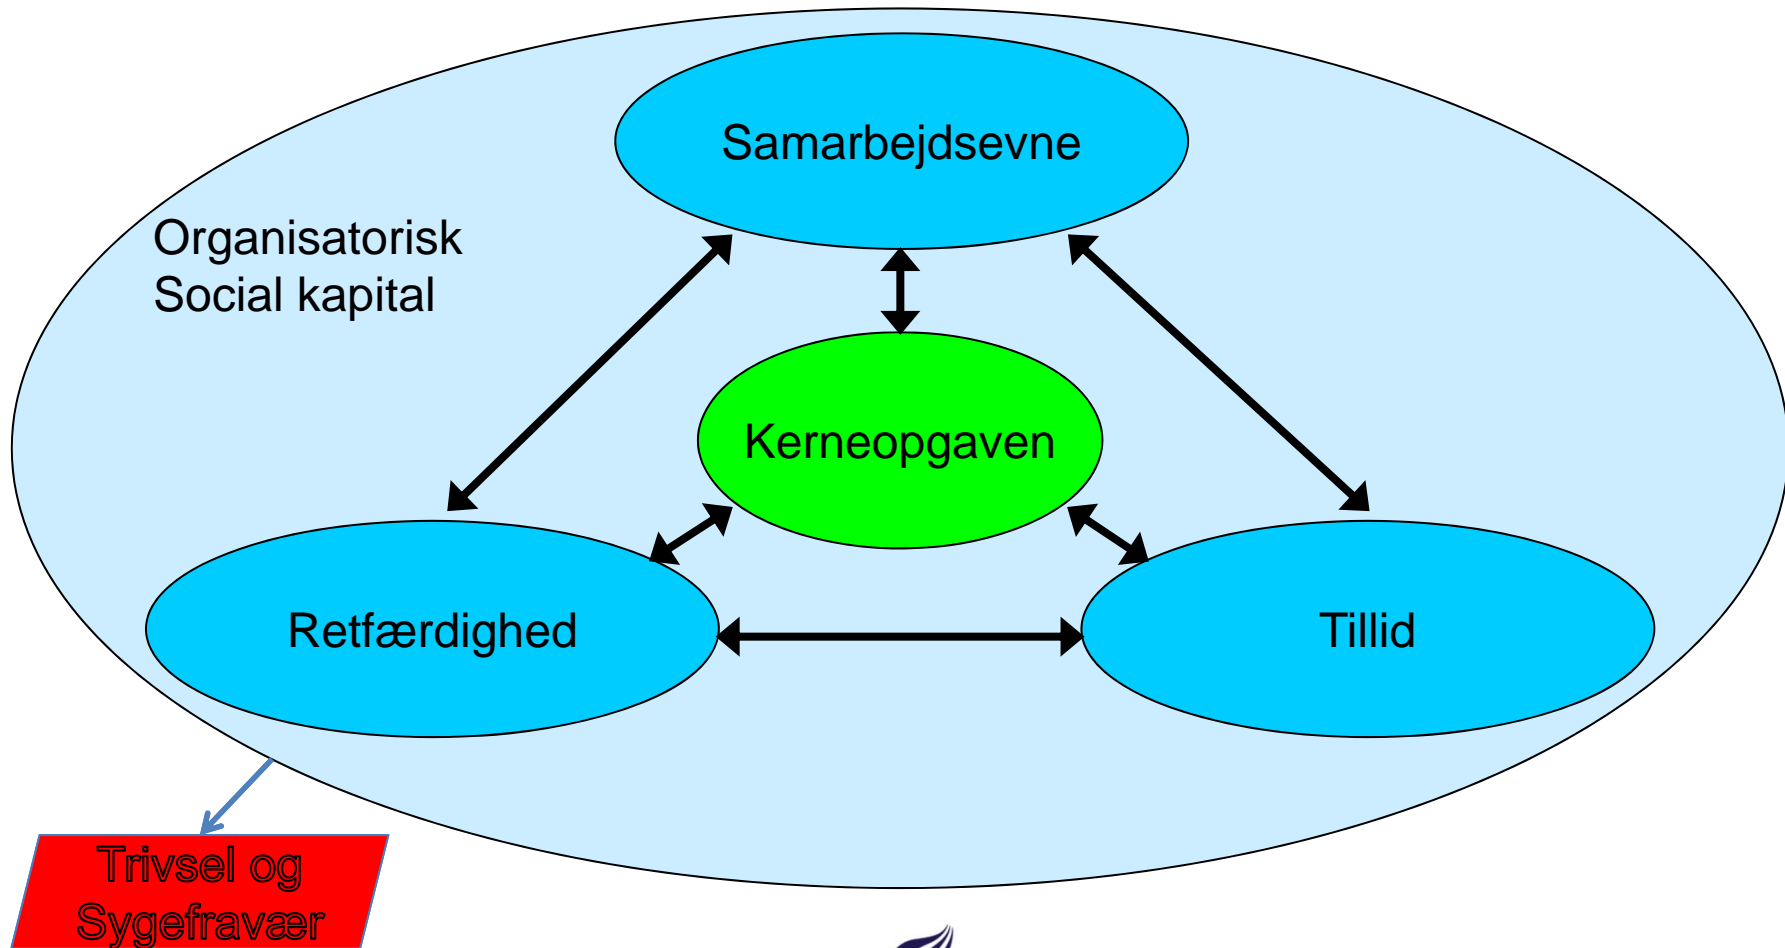 Samarbejdsevne
Organisatorisk
Social kapital
Kerneopgaven
Retfærdighed
Tillid
Trivsel og
Sygefravær